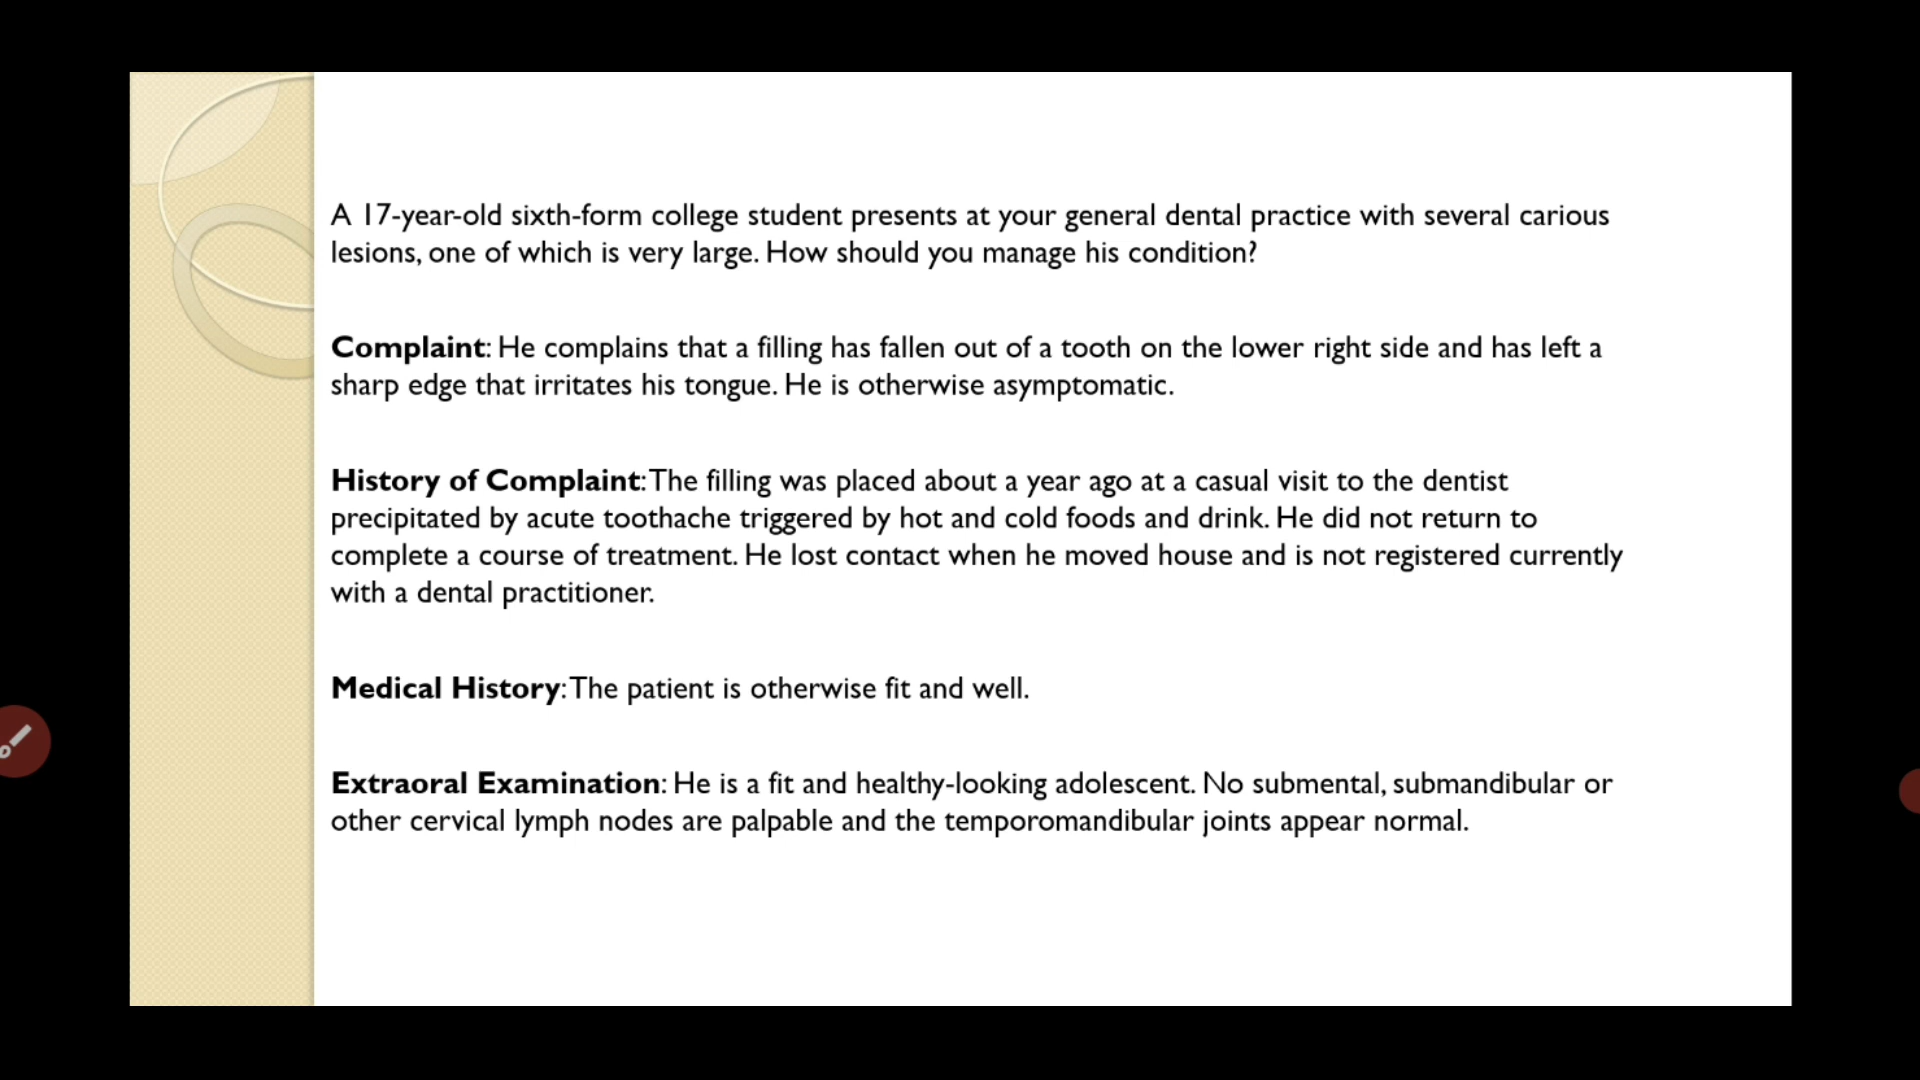 A 17-year-old sixth-form college student presents at your general dental practice with several carious
lesions, one of which is very large. How should you manage his condition?
Complaint: He complains that a filling has fallen out of a tooth on the lower right side and has left a
sharp edge that irritates his tongue. He is otherwise asymptomatic.
History of Complaint: The filling was placed about a year ago at a casual visit to the dentist
precipitated by acute toothache triggered by hot and cold foods and drink. He did not return to
complete a course of treatment. He lost contact when he moved house and is not registered currently
with a dental practitioner.
Medical History: The patient is otherwise fit and well.
Extraoral Examination: He is a fit and healthy-looking adolescent. No submental, submandibular or
other cervical lymph nodes are palpable and the temporomandibular joints appear normal.